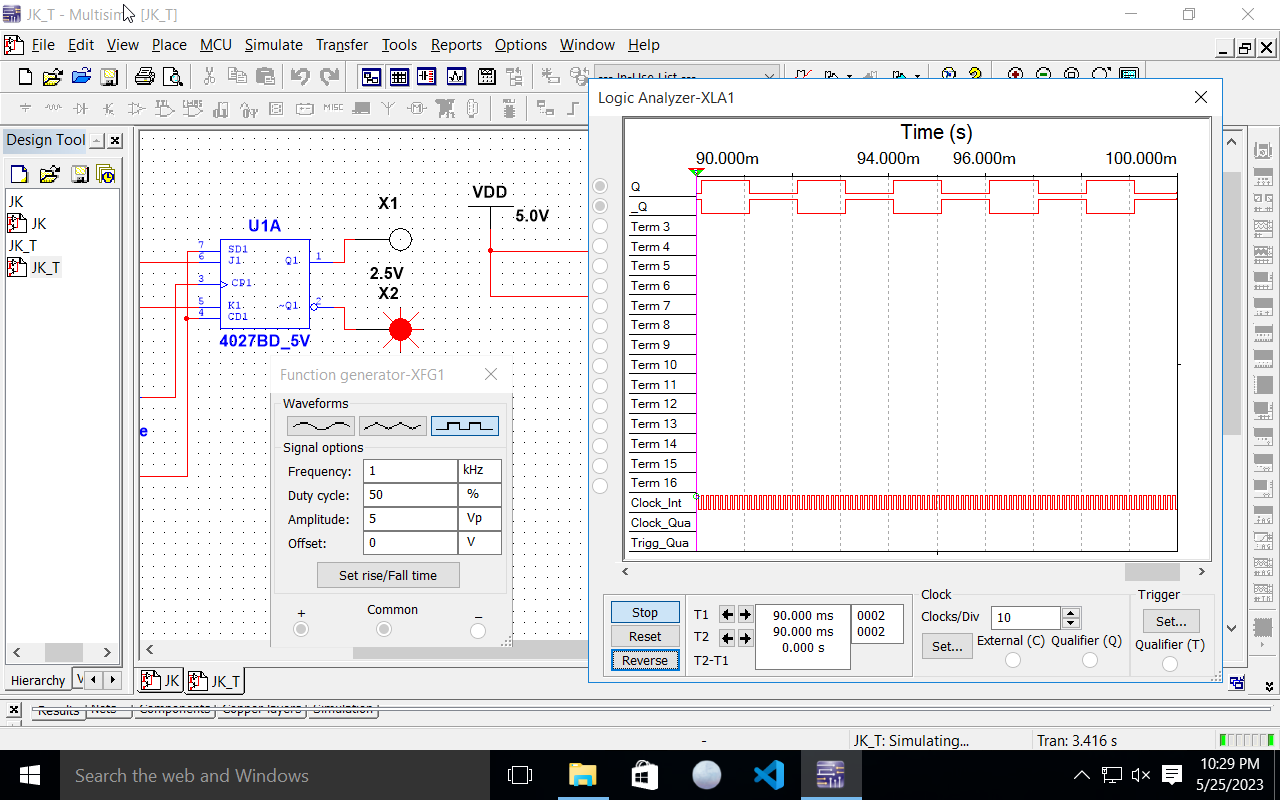 JK_T - Multisim - [JK_T]
File Edit View Place MCU Simulate Transfer Tools Reports Options Window Help
--- In-Use List ---
MISC
Design Tool
JK
JK
JK_T
JK_T
Hierarchy V
U1A
7 SD1
6 J1 Q1 1
3 CP1
5 K1 ~Q1 2
4 CD1
4027BD_5V
X1
2.5V
X2
VDD
5.0V
e
Function generator-XFG1
Waveforms
Signal options
Frequency: 1 kHz
Duty cycle: 50 %
Amplitude: 5 Vp
Offset: 0 V
Set rise/Fall time
+ Common –
JK JK_T
Logic Analyzer-XLA1
Time (s)
90.000m 94.000m 96.000m 100.000m
Q
_Q
Term 3
Term 4
Term 5
Term 6
Term 7
Term 8
Term 9
Term 10
Term 11
Term 12
Term 13
Term 14
Term 15
Term 16
Clock_Int
Clock_Qua
Trigg_Qua
Stop
Reset
Reverse
T1 90.000 ms 0002
T2 90.000 ms 0002
T2-T1 0.000 s
Clock
Clocks/Div 10
Set... External (C) Qualifier (Q)
Trigger
Set...
Qualifier (T)
Results Nets Components Copper layers Simulation
- JK_T: Simulating... Tran: 3.416 s
Search the web and Windows
10:29 PM
5/25/2023